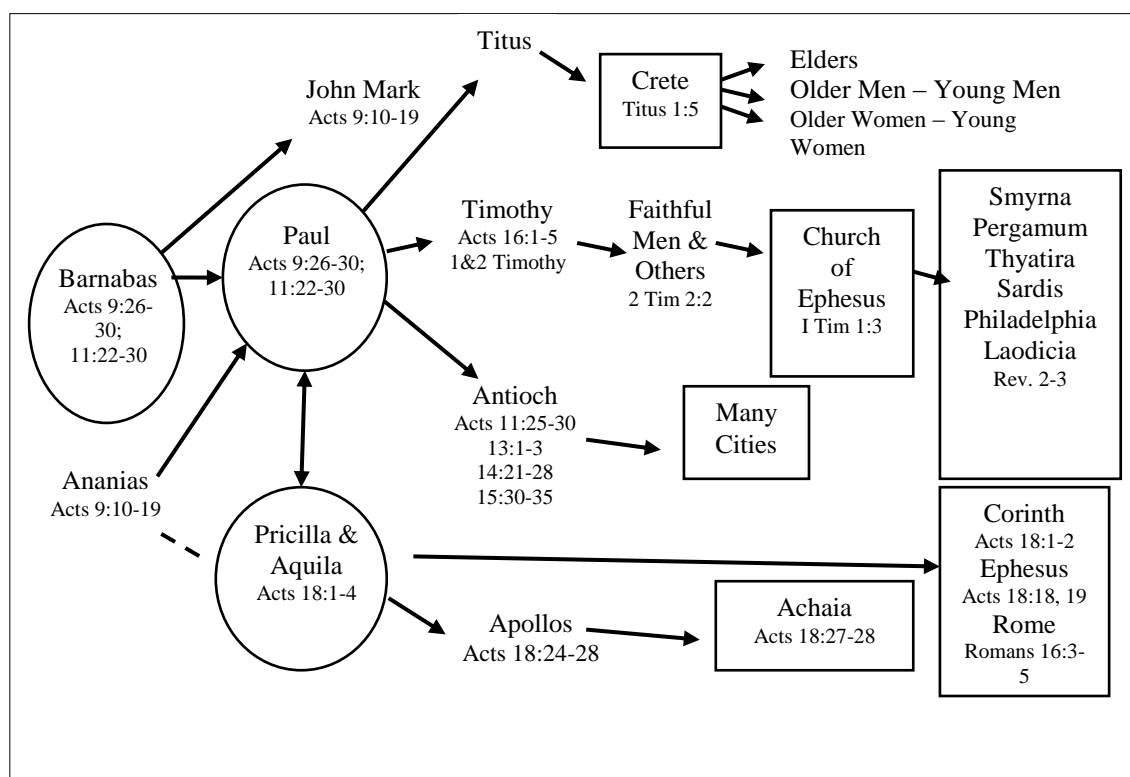 Titus
Crete
Titus 1:5
Elders
Older Men – Young Men
Older Women – Young
Women
John Mark
Acts 9:10-19
Barnabas
Acts 9:26-
30;
11:22-30
Paul
Acts 9:26-30;
11:22-30
Timothy
Acts 16:1-5
1&2 Timothy
Faithful
Men &
Others
2 Tim 2:2
Church
of
Ephesus
I Tim 1:3
Smyrna
Pergamum
Thyatira
Sardis
Philadelphia
Laodicia
Rev. 2-3
Antioch
Acts 11:25-30
13:1-3
14:21-28
15:30-35
Many
Cities
Ananias
Acts 9:10-19
Pricilla &
Aquila
Acts 18:1-4
Apollos
Acts 18:24-28
Achaia
Acts 18:27-28
Corinth
Acts 18:1-2
Ephesus
Acts 18:18, 19
Rome
Romans 16:3-
5